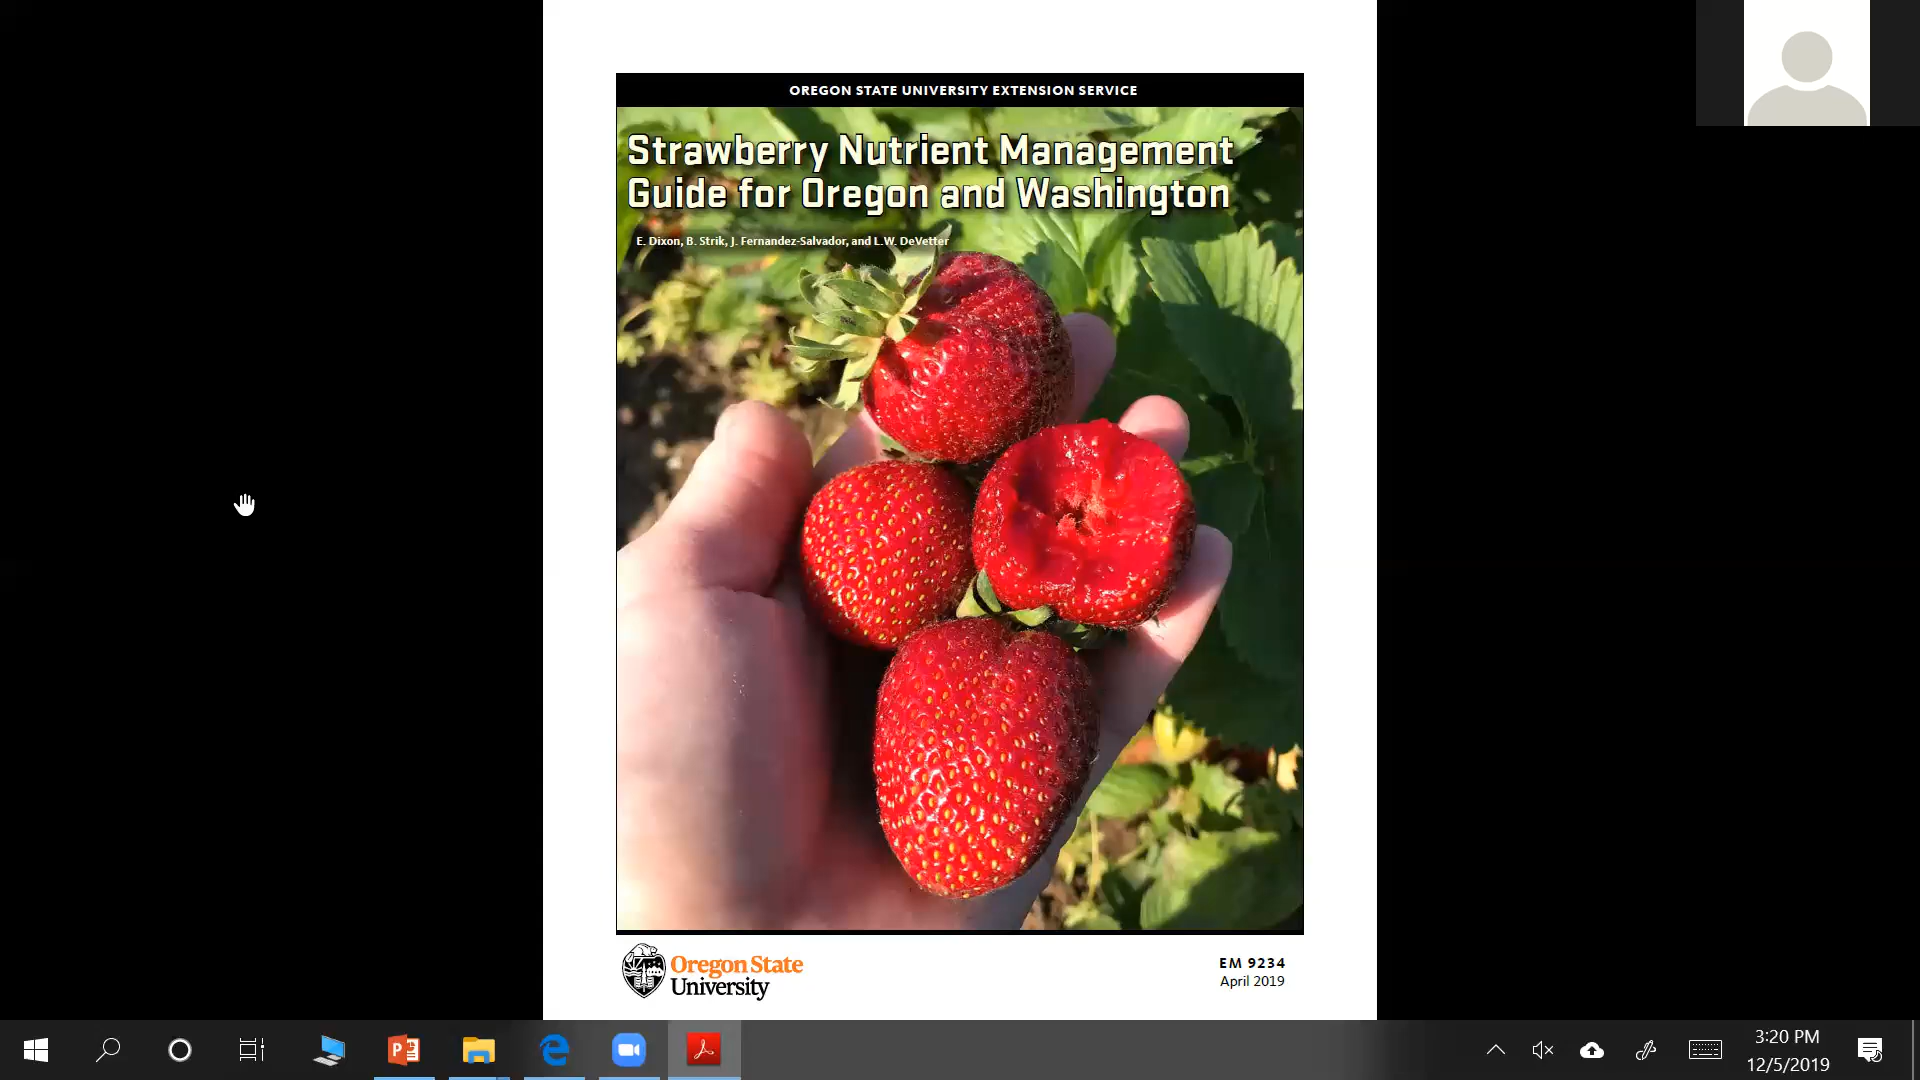 OREGON STATE UNIVERSITY EXTENSION SERVICE
Strawberry Nutrient Management
Guide for Oregon and Washington
E. Dixon, B. Strik, J. Fernandez-Salvador, and L.W. DeVetter
Oregon State
University
EM 9234
April 2019
3:20 PM
12/5/2019